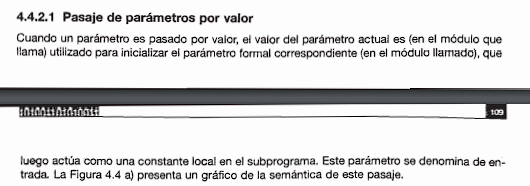 4.4.2.1 Pasaje de parámetros por valor
Cuando un parámetro es pasado por valor, el valor del parámetro actual es (en el módulo que
llama) utilizado para inicializar el parámetro formal correspondiente (en el módulo llamado), que
109
luego actúa como una constante local en el subprograma. Este parámetro se denomina de en-
trada. La Figura 4.4 a) presenta un gráfico de la semántica de este pasaje.